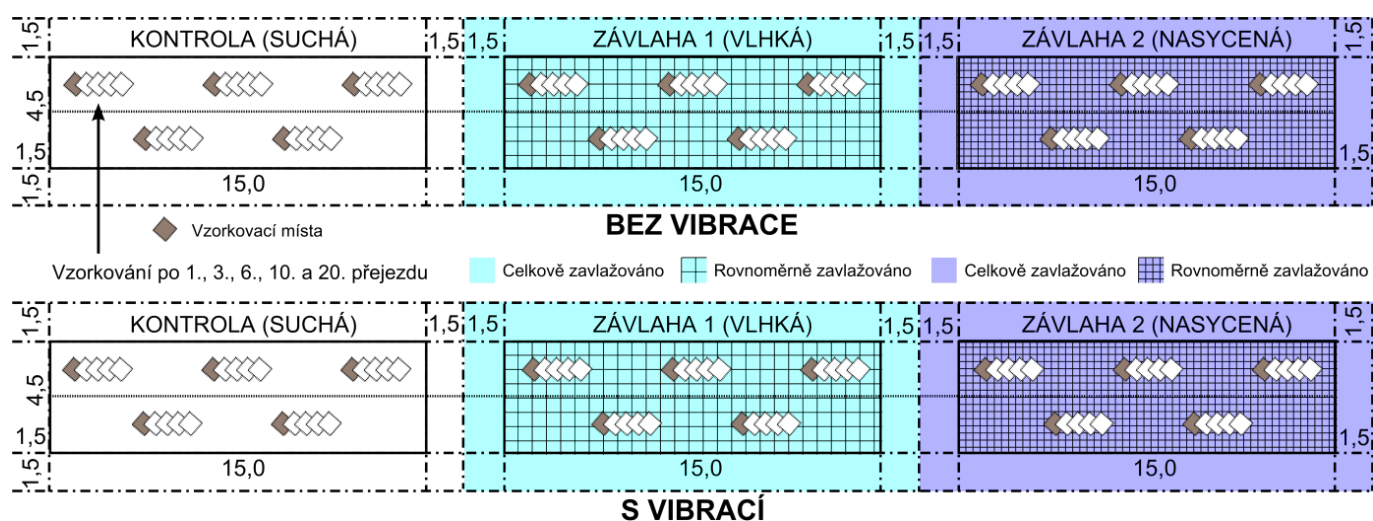 1,5 KONTROLA (SUCHÁ) 1,5 1,5 ZÁVLAHA 1 (VLHKÁ) 1,5 1,5 ZÁVLAHA 2 (NASYCENÁ) 1,5
4,5
1,5 1,5
1,5 15,0 15,0 15,0
BEZ VIBRACE
Vzorkovací místa
Vzorkování po 1., 3., 6., 10. a 20. přejezdu
Celkově zavlažováno Rovnoměrně zavlažováno Celkově zavlažováno Rovnoměrně zavlažováno
1,5 KONTROLA (SUCHÁ) 1,5 1,5 ZÁVLAHA 1 (VLHKÁ) 1,5 1,5 ZÁVLAHA 2 (NASYCENÁ) 1,5
4,5
1,5 1,5
1,5 15,0 15,0 15,0
S VIBRACÍ